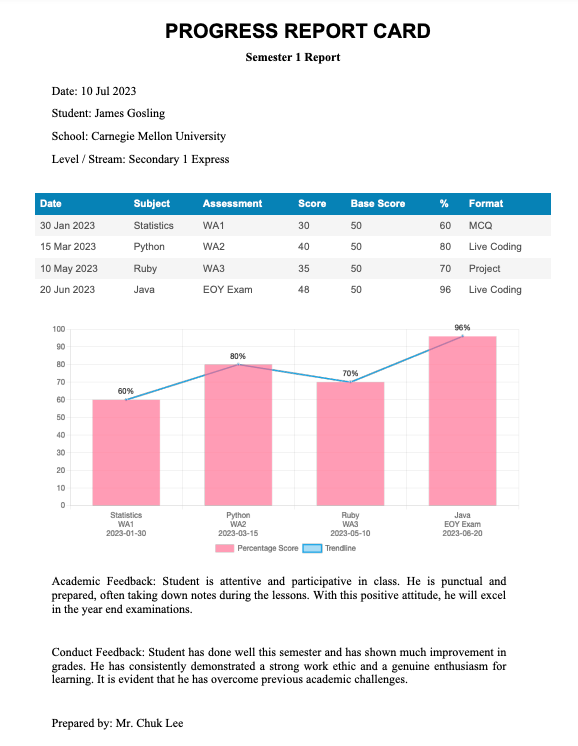 PROGRESS REPORT CARD
Semester 1 Report
Date: 10 Jul 2023
Student: James Gosling
School: Carnegie Mellon University
Level / Stream: Secondary 1 Express
Date Subject Assessment Score Base Score % Format
30 Jan 2023 Statistics WA1 30 50 60 MCQ
15 Mar 2023 Python WA2 40 50 80 Live Coding
10 May 2023 Ruby WA3 35 50 70 Project
20 Jun 2023 Java EOY Exam 48 50 96 Live Coding
100
90
80
70
60
50
40
30
20
10
0
60%
80%
70%
96%
Statistics
WA1
2023-01-30
Python
WA2
2023-03-15
Ruby
WA3
2023-05-10
Java
EOY Exam
2023-06-20
Percentage Score Trendline
Academic Feedback: Student is attentive and participative in class. He is punctual and
prepared, often taking down notes during the lessons. With this positive attitude, he will excel
in the year end examinations.
Conduct Feedback: Student has done well this semester and has shown much improvement in
grades. He has consistently demonstrated a strong work ethic and a genuine enthusiasm for
learning. It is evident that he has overcome previous academic challenges.
Prepared by: Mr. Chuk Lee